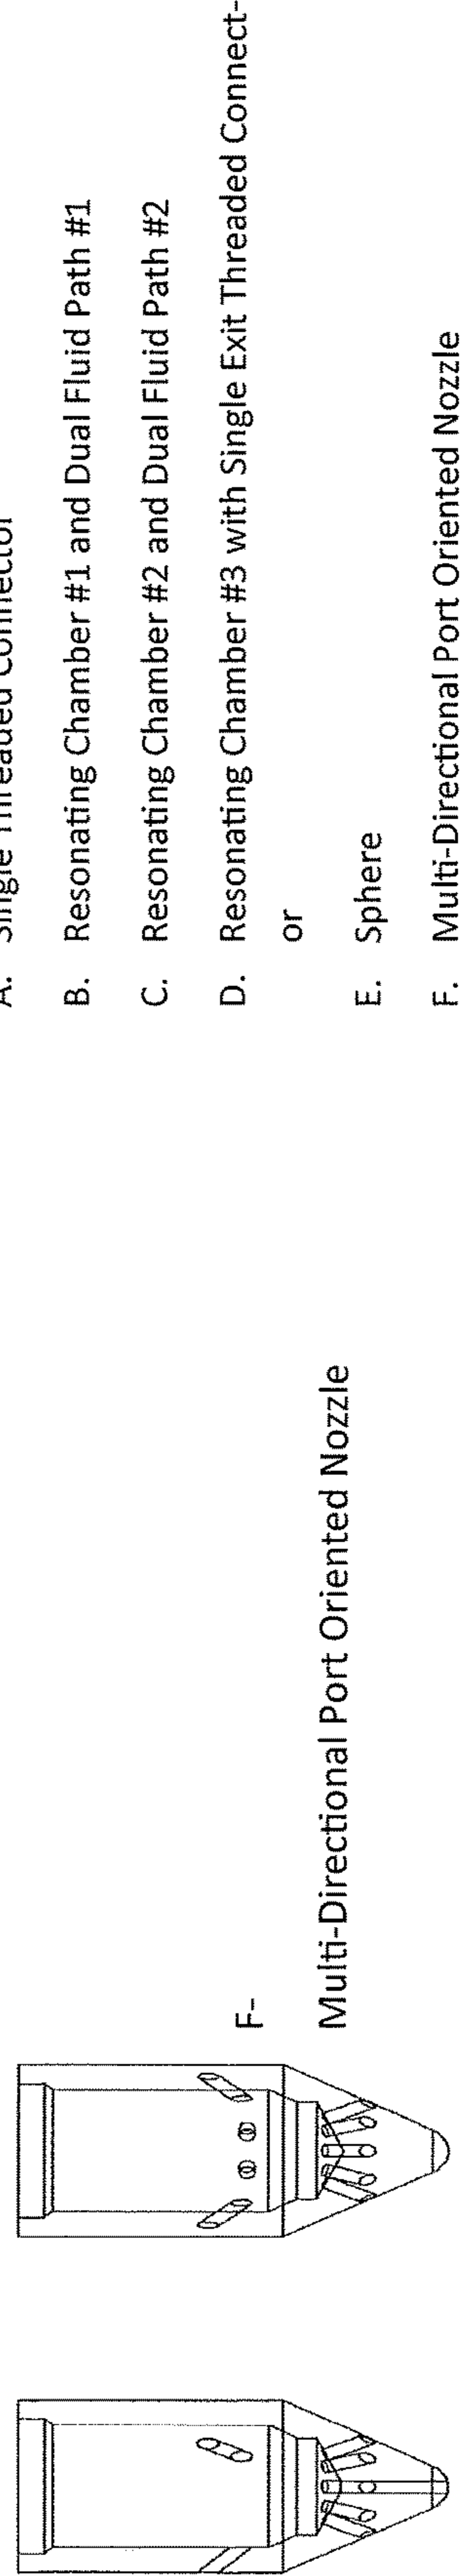 A. Single Threaded Connector
B. Resonating Chamber #1 and Dual Fluid Path #1
C. Resonating Chamber #2 and Dual Fluid Path #2
D. Resonating Chamber #3 with Single Exit Threaded Connect-
or
E. Sphere
F. Multi-Directional Port Oriented Nozzle
F-
Multi-Directional Port Oriented Nozzle